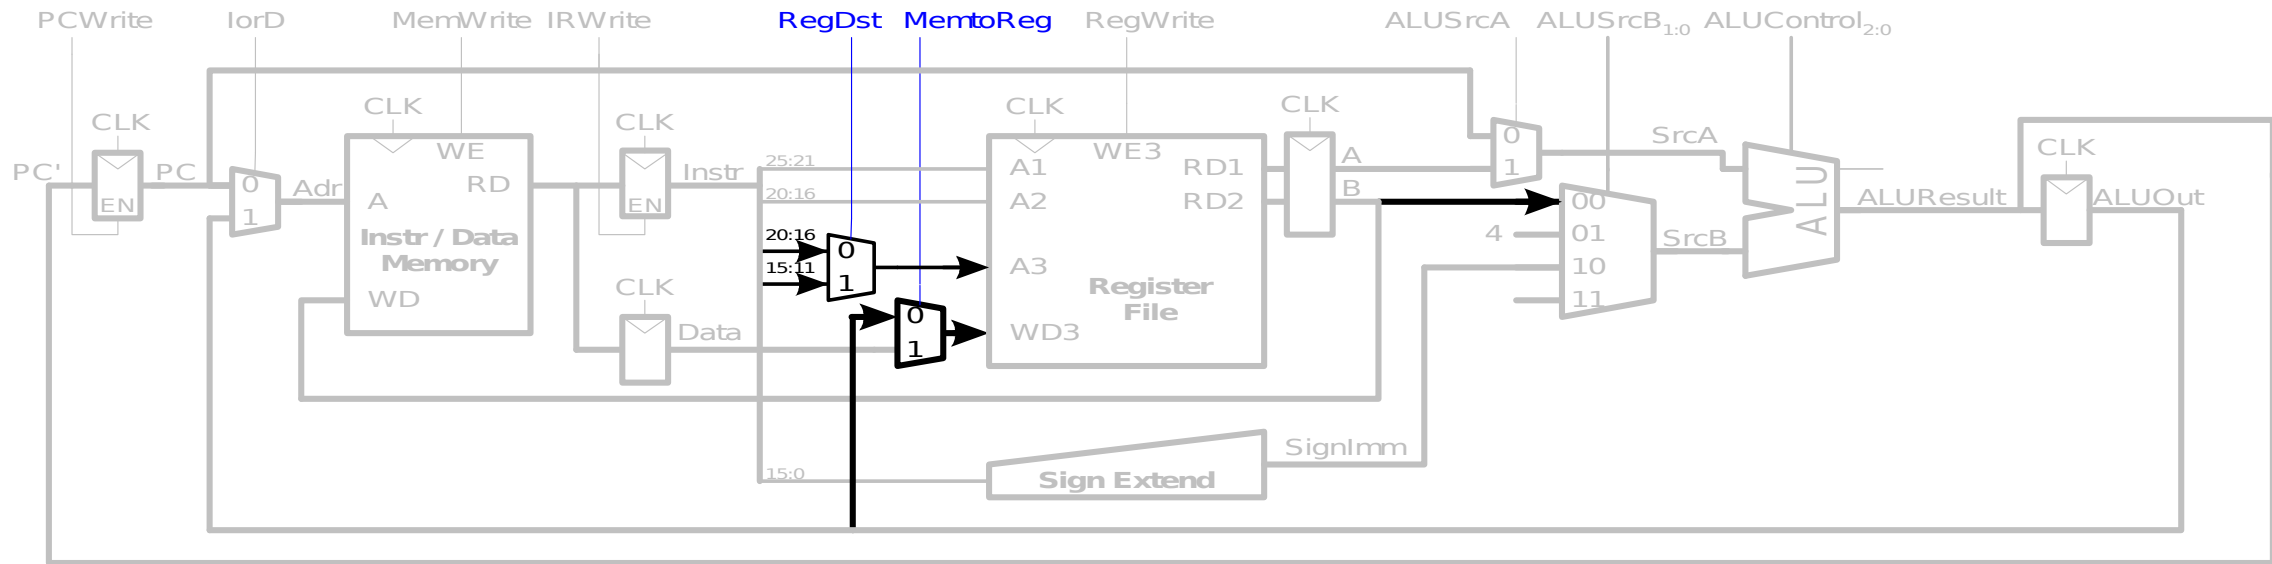 PCWrite IorD MemWrite IRWrite RegDst MemtoReg RegWrite ALUSrcA ALUSrcB1:0 ALUControl2:0
CLK CLK CLK CLK CLK CLK
PC' PC EN
0 1 Adr
WE A RD
Instr / Data
Memory
WD
EN Instr
CLK Data
25:21
20:16
20:16
15:11
15:0
0
1
0
1
A1 WE3 RD1
A2 RD2
A3
Register
File
WD3
Sign Extend
SignImm
A
B
0
1
SrcA
00
4 01
10
11
SrcB
ALU
ALUResult
CLK
ALUOut